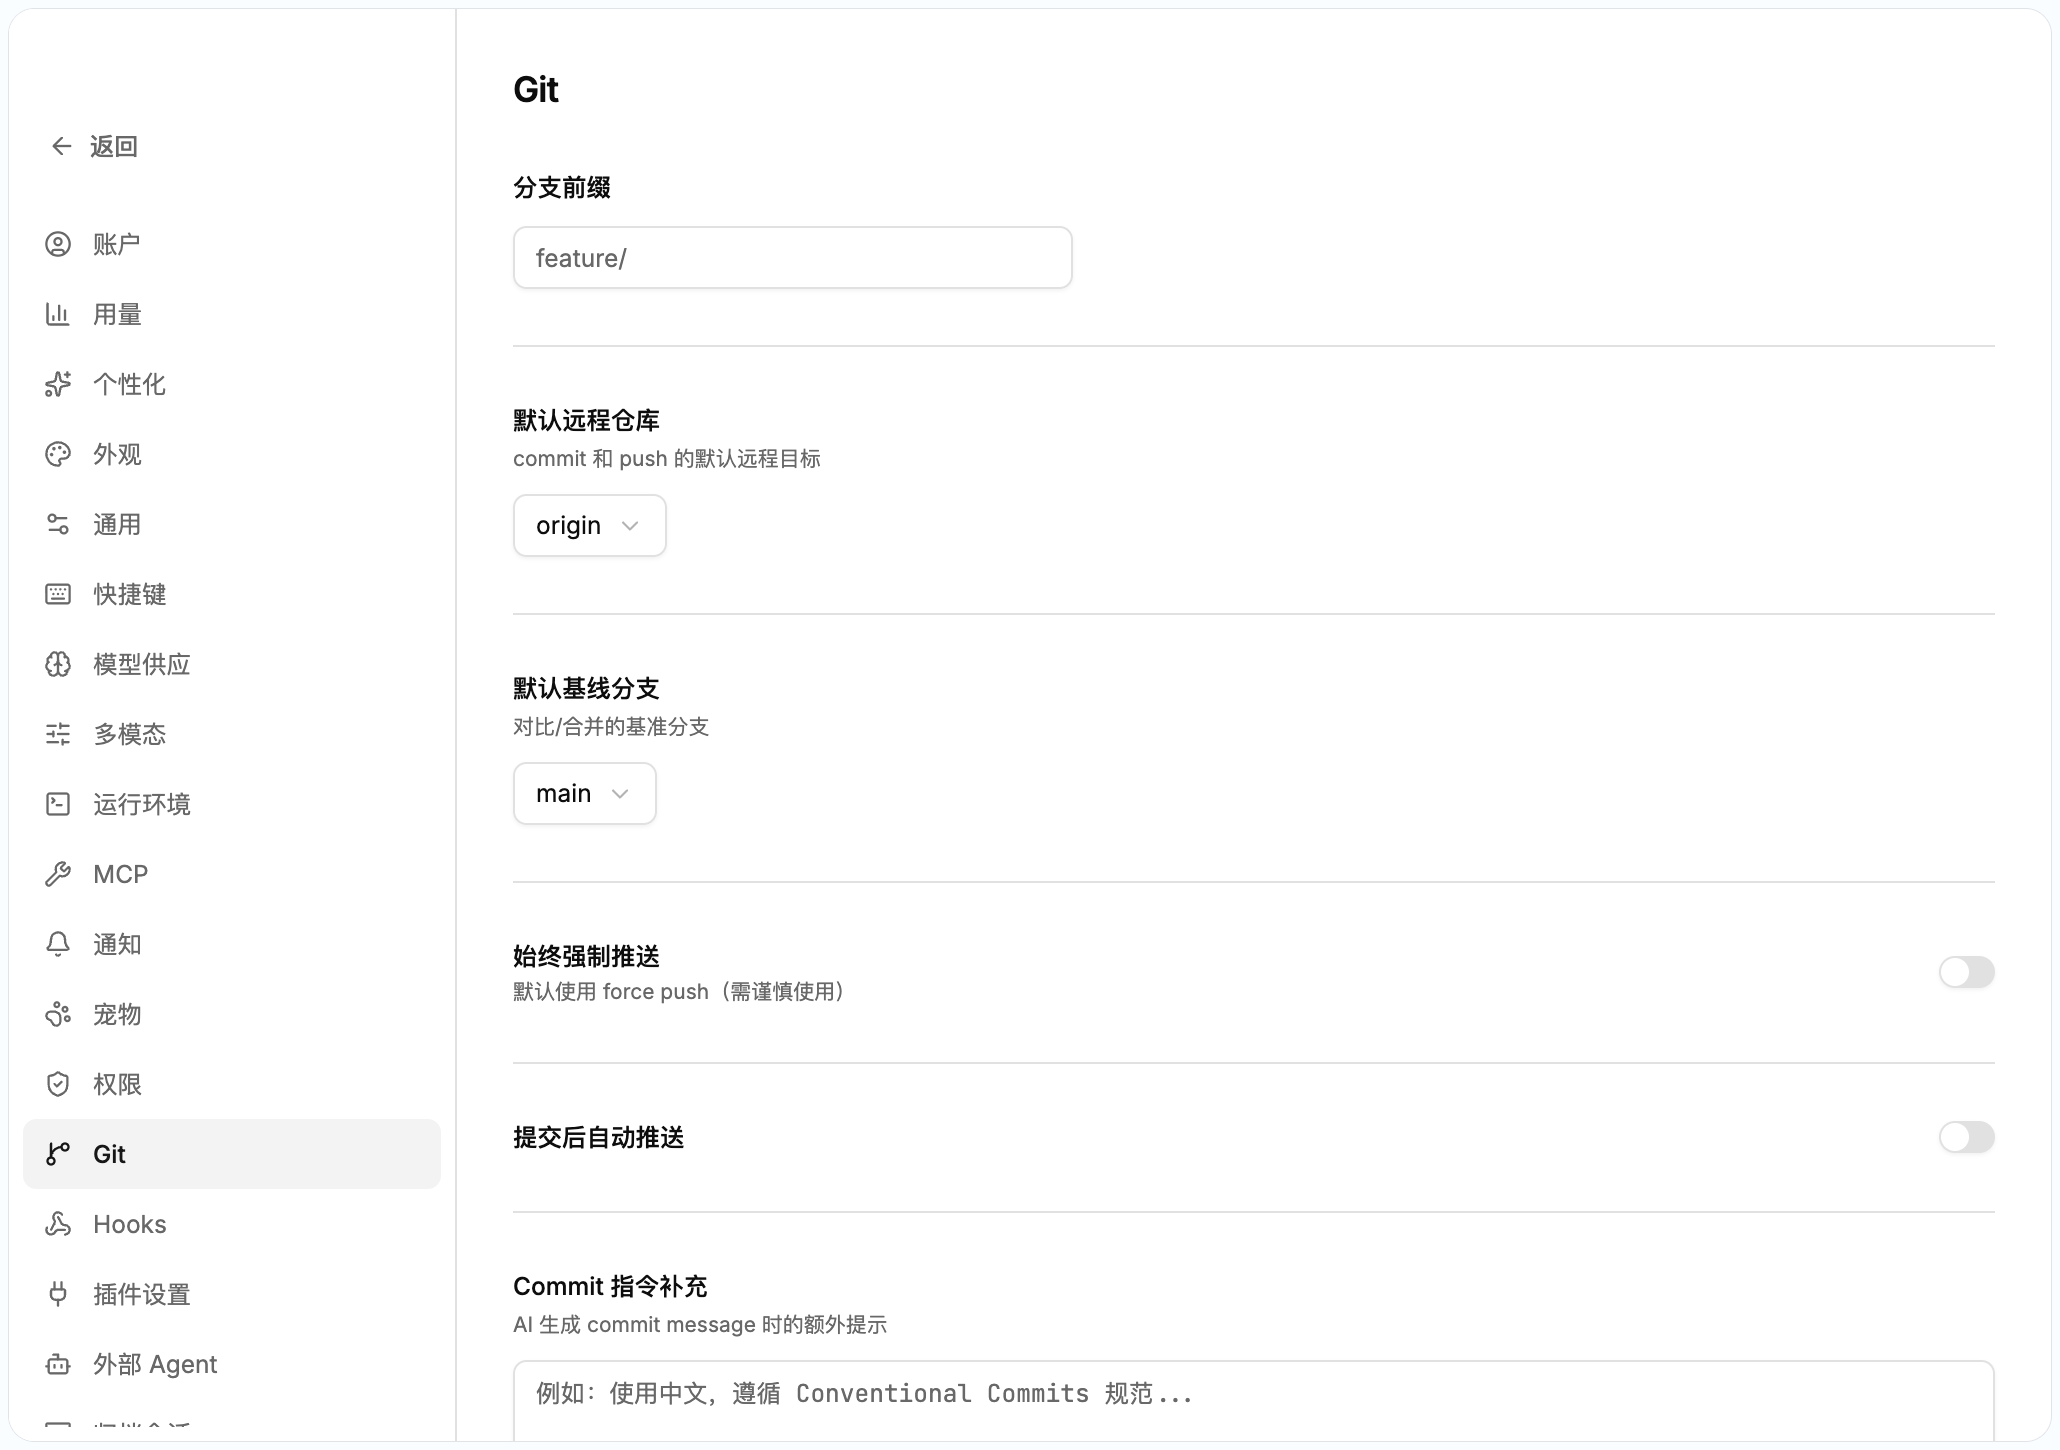 返回
账户
用量
个性化
外观
通用
快捷键
模型供应
多模态
运行环境
MCP
通知
宠物
权限
Git
Hooks
插件设置
外部 Agent
Git
分支前缀
feature/
默认远程仓库
commit 和 push 的默认远程目标
origin
默认基线分支
对比/合并的基准分支
main
始终强制推送
默认使用 force push（需谨慎使用）
提交后自动推送
Commit 指令补充
AI 生成 commit message 时的额外提示
例如：使用中文，遵循 Conventional Commits 规范...